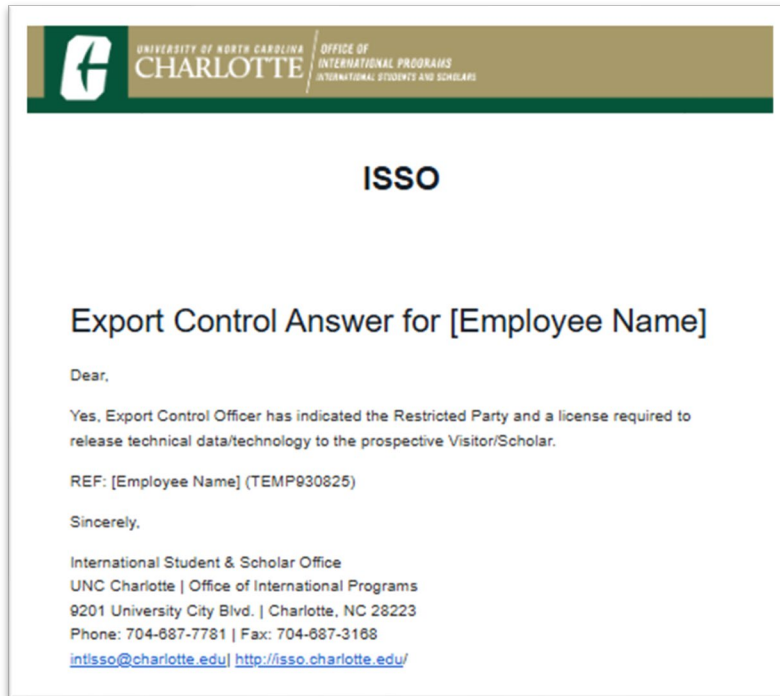 UNIVERSITY OF NORTH CAROLINA
CHARLOTTE
OFFICE OF
INTERNATIONAL PROGRAMS
INTERNATIONAL STUDENTS AND SCHOLARS
ISSO
Export Control Answer for [Employee Name]
Dear,
Yes, Export Control Officer has indicated the Restricted Party and a license required to
release technical data/technology to the prospective Visitor/Scholar.
REF: [Employee Name] (TEMP930825)
Sincerely,
International Student & Scholar Office
UNC Charlotte | Office of International Programs
9201 University City Blvd. | Charlotte, NC 28223
Phone: 704-687-7781 | Fax: 704-687-3168
intlsso@charlotte.edu| http://isso.charlotte.edu/